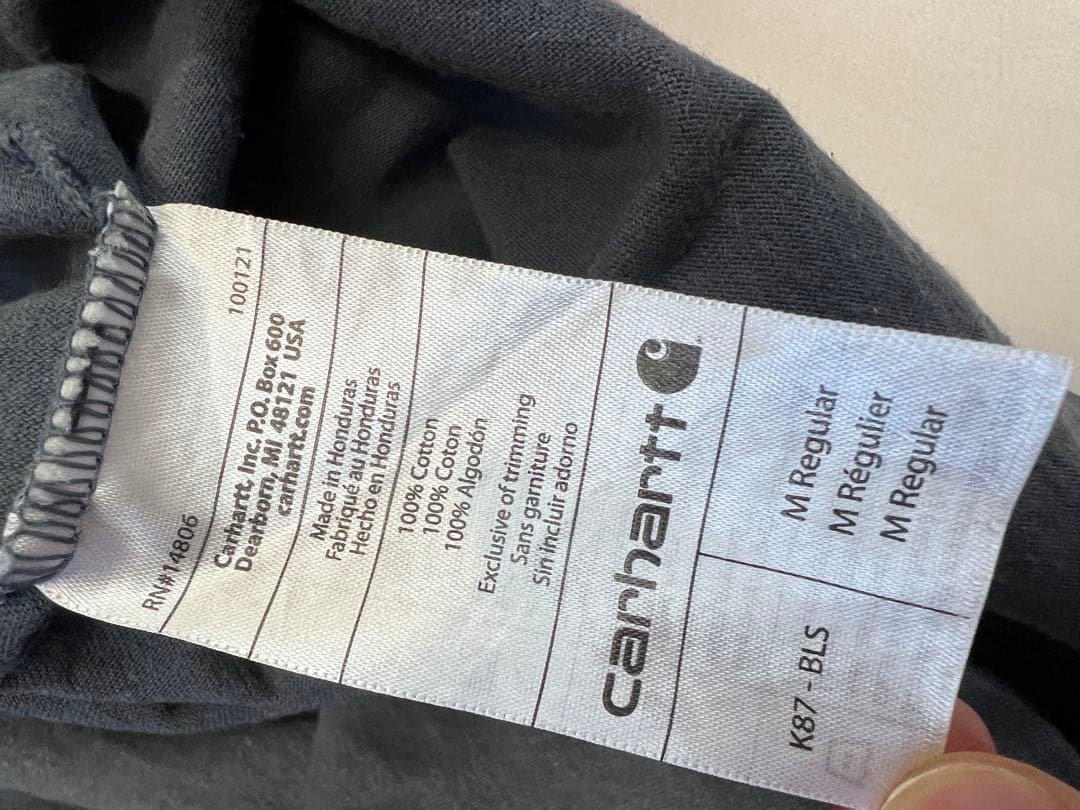 RN#14806 100121
Carhartt, Inc. P.O. Box 600
Dearborn, MI 48121 USA
carhartt.com
Made in Honduras
Fabriqué au Honduras
Hecho en Honduras
100% Cotton
100% Coton
100% Algodón
Exclusive of trimming
Sans garniture
Sin incluir adorno
carhartt
K87-BLS
M Regular
M Régulier
M Regular